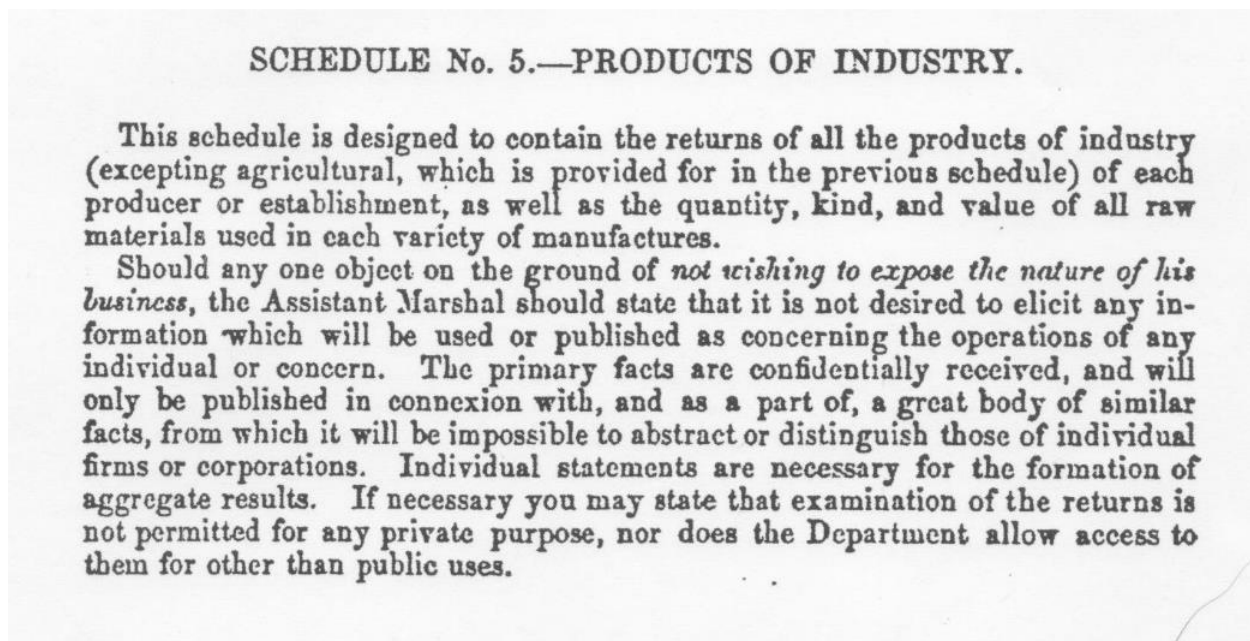 SCHEDULE No. 5.—PRODUCTS OF INDUSTRY.
This schedule is designed to contain the returns of all the products of industry
(excepting agricultural, which is provided for in the previous schedule) of each
producer or establishment, as well as the quantity, kind, and value of all raw
materials used in each variety of manufactures.
Should any one object on the ground of not wishing to expose the nature of his
business, the Assistant Marshal should state that it is not desired to elicit any in-
formation which will be used or published as concerning the operations of any
individual or concern. The primary facts are confidentially received, and will
only be published in connexion with, and as a part of, a great body of similar
facts, from which it will be impossible to abstract or distinguish those of individual
firms or corporations. Individual statements are necessary for the formation of
aggregate results. If necessary you may state that examination of the returns is
not permitted for any private purpose, nor does the Department allow access to
them for other than public uses.